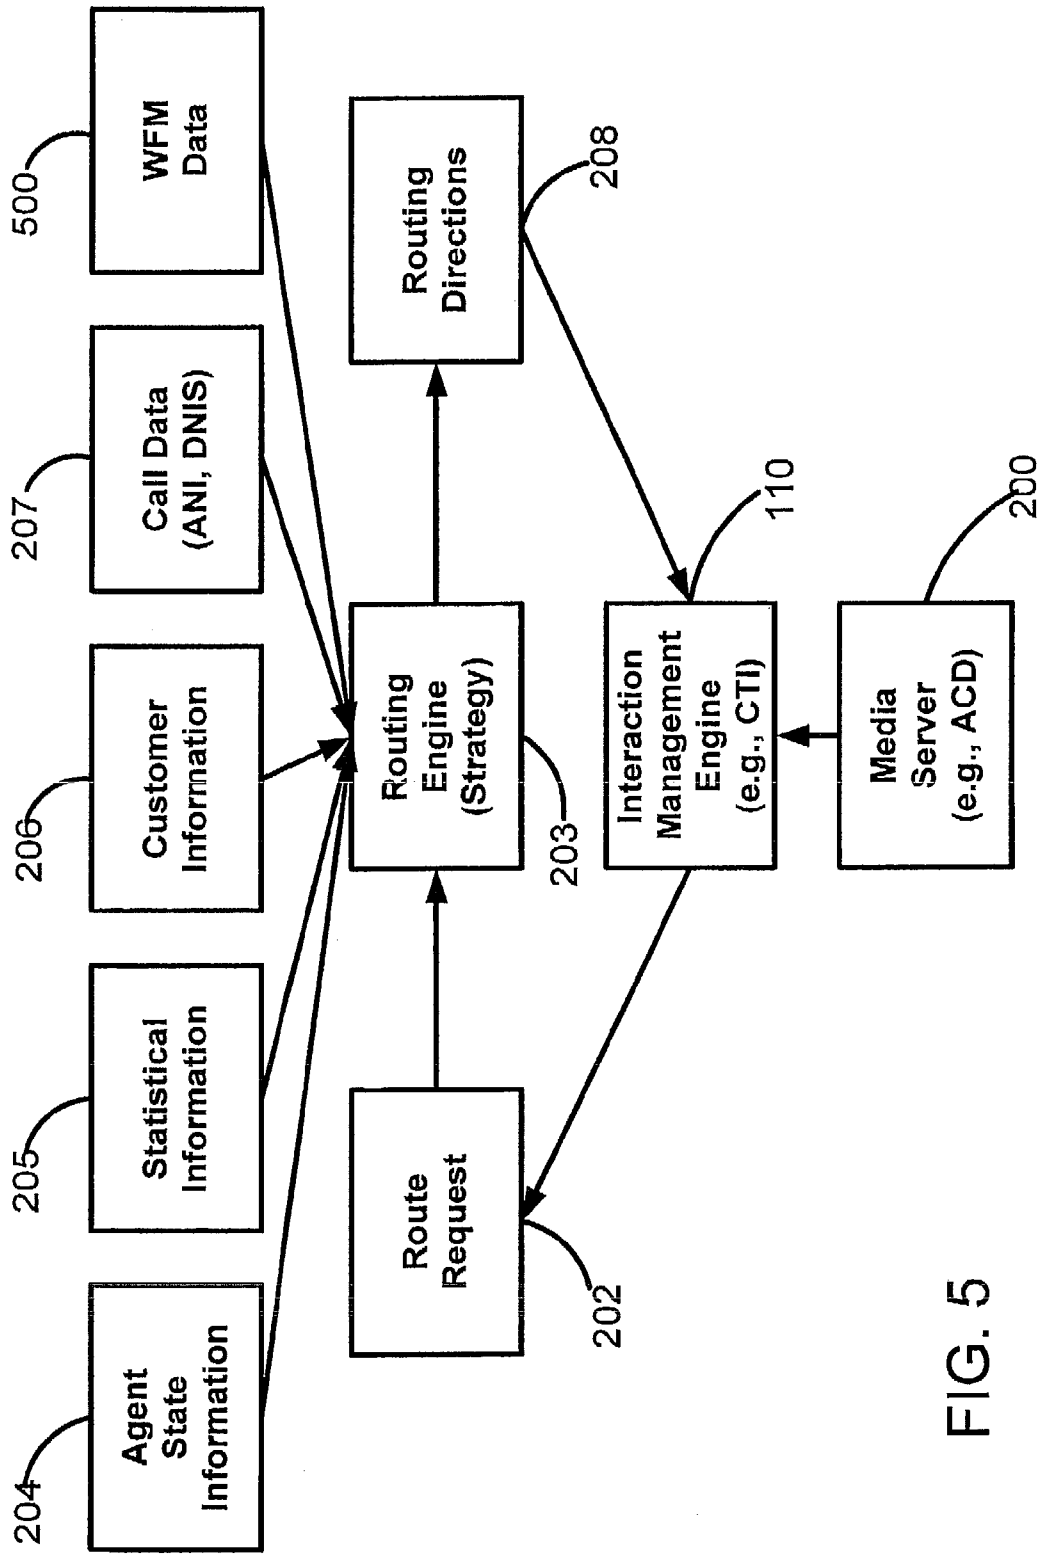 204
Agent
State
Information
205
Statistical
Information
206
Customer
Information
207
Call Data
(ANI, DNIS)
500
WFM
Data
Route
Request
202
Routing
Engine
(Strategy)
203
Routing
Directions
208
Interaction
Management
Engine
(e.g., CTI)
110
Media
Server
(e.g., ACD)
200
FIG. 5